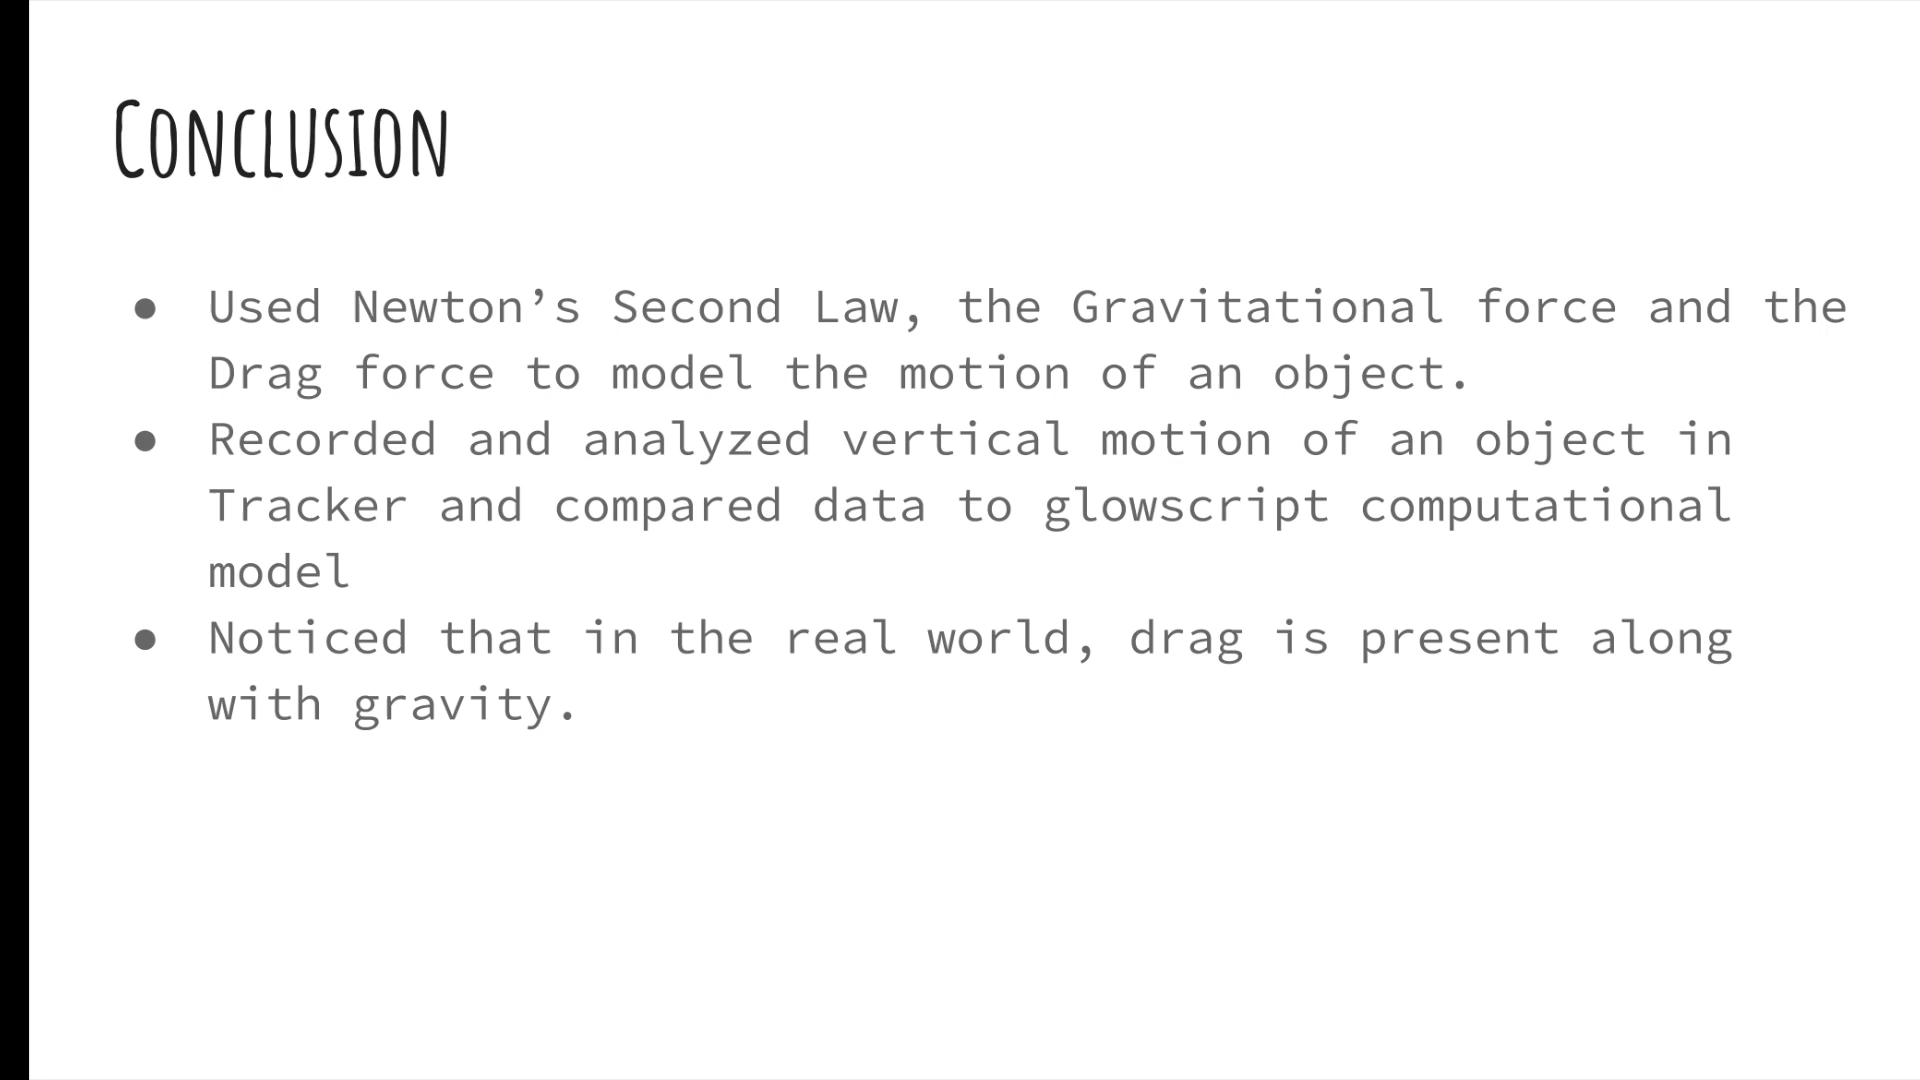 Conclusion
● Used Newton’s Second Law, the Gravitational force and the
Drag force to model the motion of an object.
● Recorded and analyzed vertical motion of an object in
Tracker and compared data to glowscript computational
model
● Noticed that in the real world, drag is present along
with gravity.